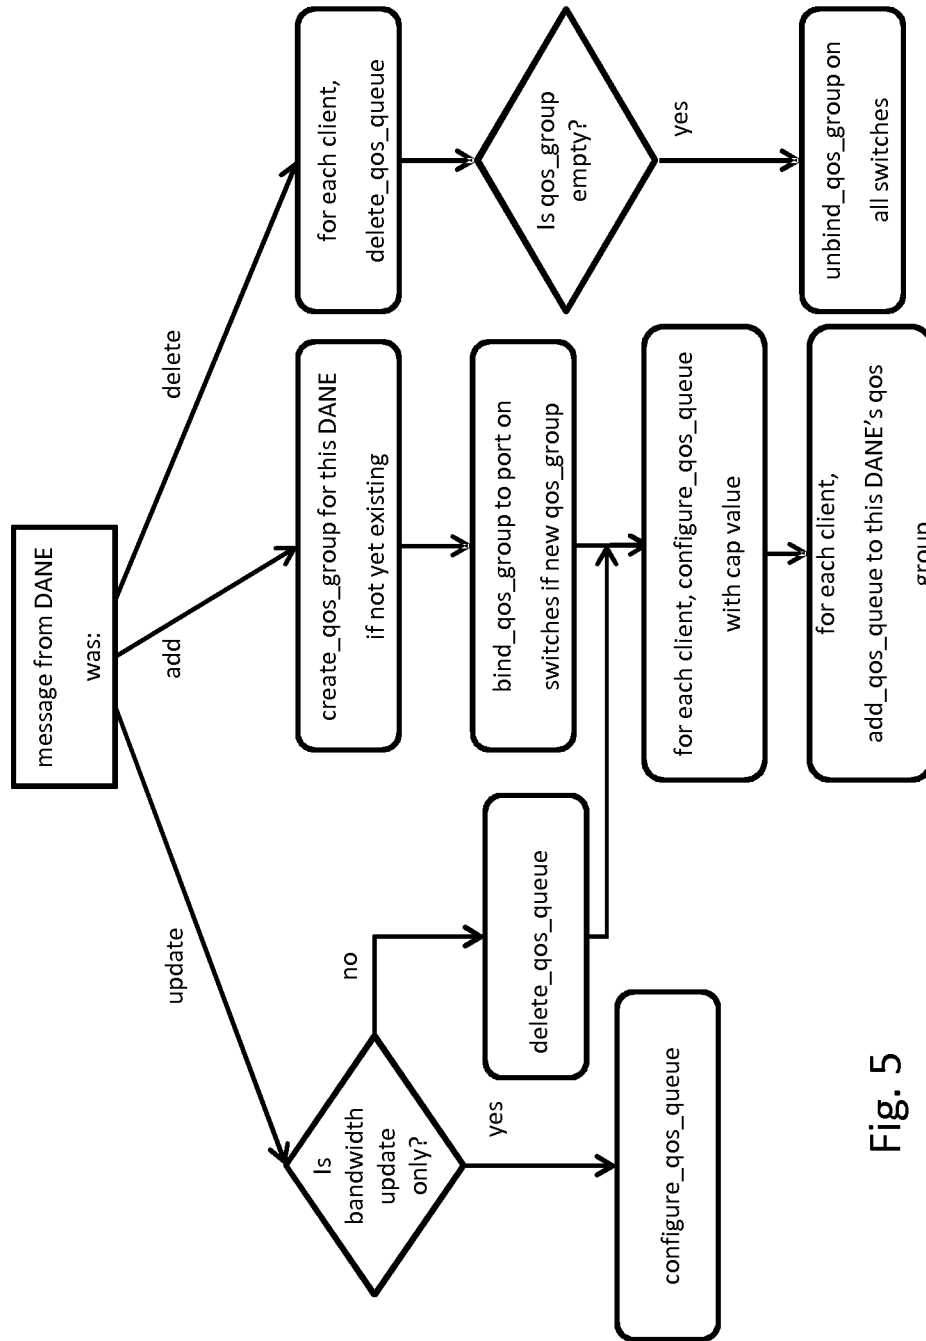 message from DANE
was:
update
add
delete
Is
bandwidth
update
only?
no
yes
delete_qos_queue
configure_qos_queue
create_qos_group for this DANE
if not yet existing
bind_qos_group to port on
switches if new qos_group
for each client, configure_qos_queue
with cap value
for each client,
add_qos_queue to this DANE's qos
group
for each client,
delete_qos_queue
Is qos_group
empty?
yes
unbind_qos_group on
all switches
Fig. 5